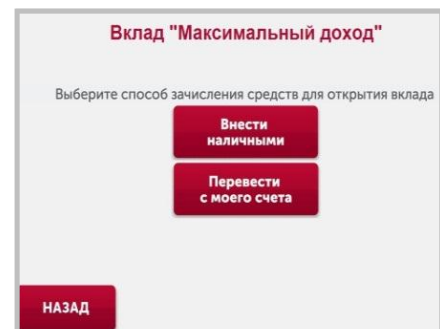 Вклад "Максимальный доход"
Выберите способ зачисления средств для открытия вклада
Внести
наличными
Перевести
с моего счета
НАЗАД